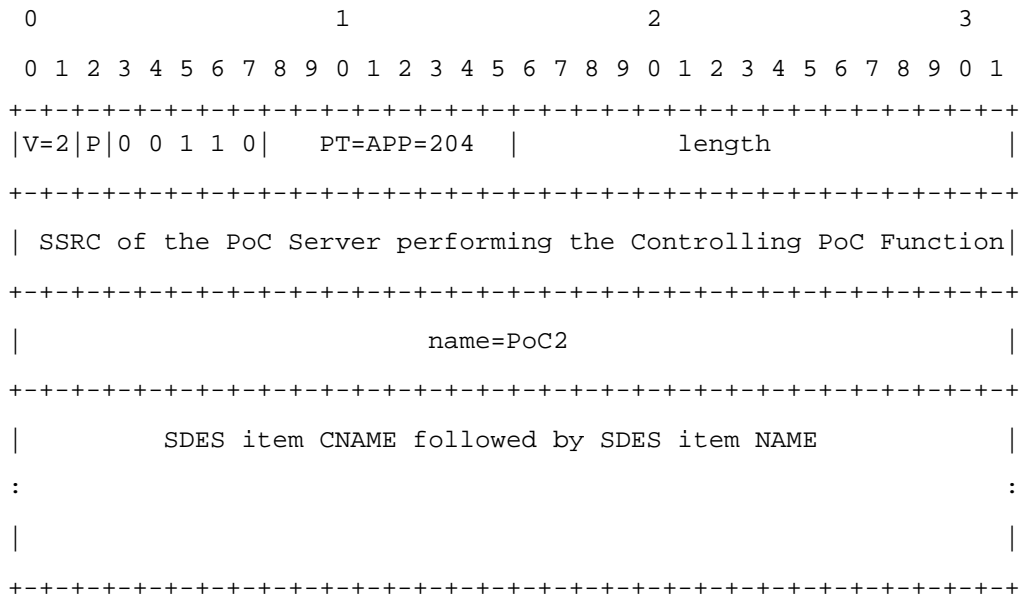 0                   1                   2                   3
0 1 2 3 4 5 6 7 8 9 0 1 2 3 4 5 6 7 8 9 0 1 2 3 4 5 6 7 8 9 0 1
+-+-+-+-+-+-+-+-+-+-+-+-+-+-+-+-+-+-+-+-+-+-+-+-+-+-+-+-+-+-+-+-+
|V=2|P|0 0 1 1 0|   PT=APP=204  |          length               |
+-+-+-+-+-+-+-+-+-+-+-+-+-+-+-+-+-+-+-+-+-+-+-+-+-+-+-+-+-+-+-+-+
| SSRC of the PoC Server performing the Controlling PoC Function|
+-+-+-+-+-+-+-+-+-+-+-+-+-+-+-+-+-+-+-+-+-+-+-+-+-+-+-+-+-+-+-+-+
|                          name=PoC2                            |
+-+-+-+-+-+-+-+-+-+-+-+-+-+-+-+-+-+-+-+-+-+-+-+-+-+-+-+-+-+-+-+-+
|         SDES item CNAME followed by SDES item NAME            |
:                                                               :
|                                                               |
+-+-+-+-+-+-+-+-+-+-+-+-+-+-+-+-+-+-+-+-+-+-+-+-+-+-+-+-+-+-+-+-+